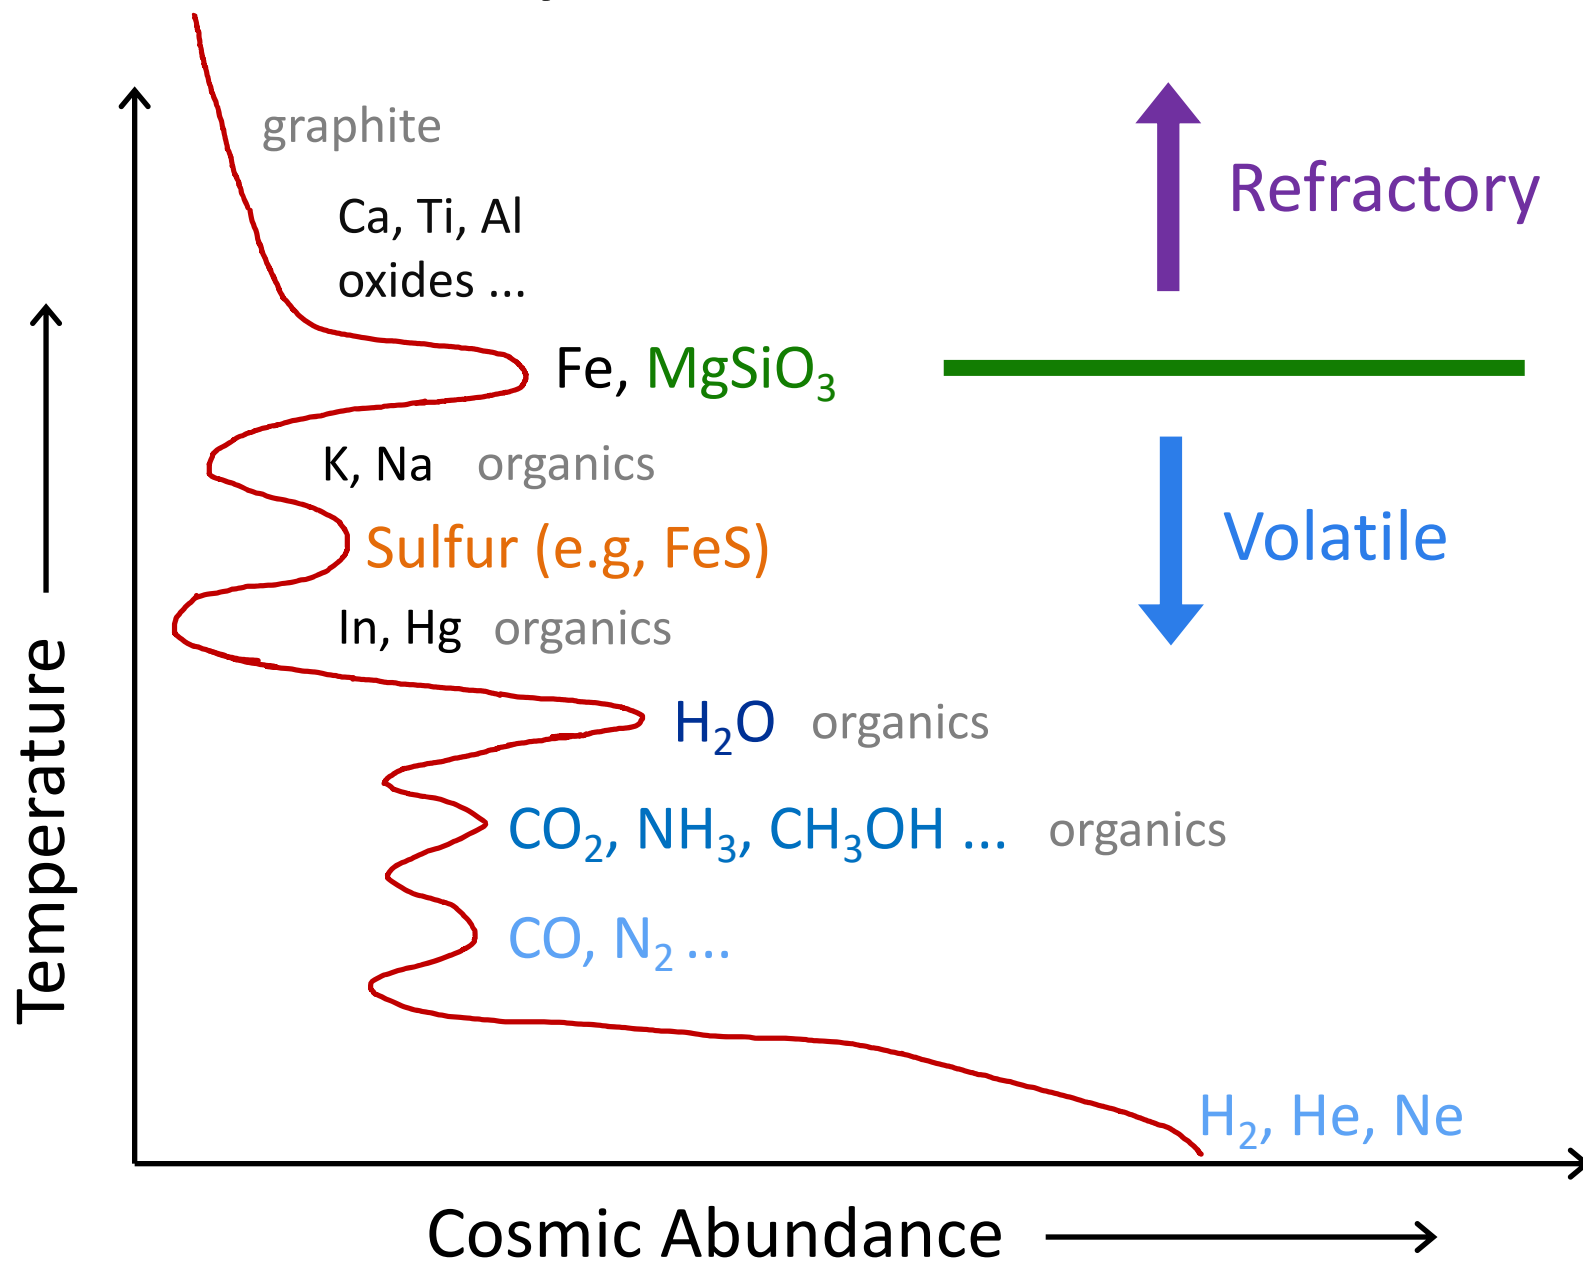 graphite
Ca, Ti, Al
oxides ...
Refractory
Fe, MgSiO₃
K, Na organics
Sulfur (e.g, FeS)
Volatile
In, Hg organics
H₂O organics
CO₂, NH₃, CH₃OH ... organics
CO, N₂ ...
H₂, He, Ne
Temperature
Cosmic Abundance